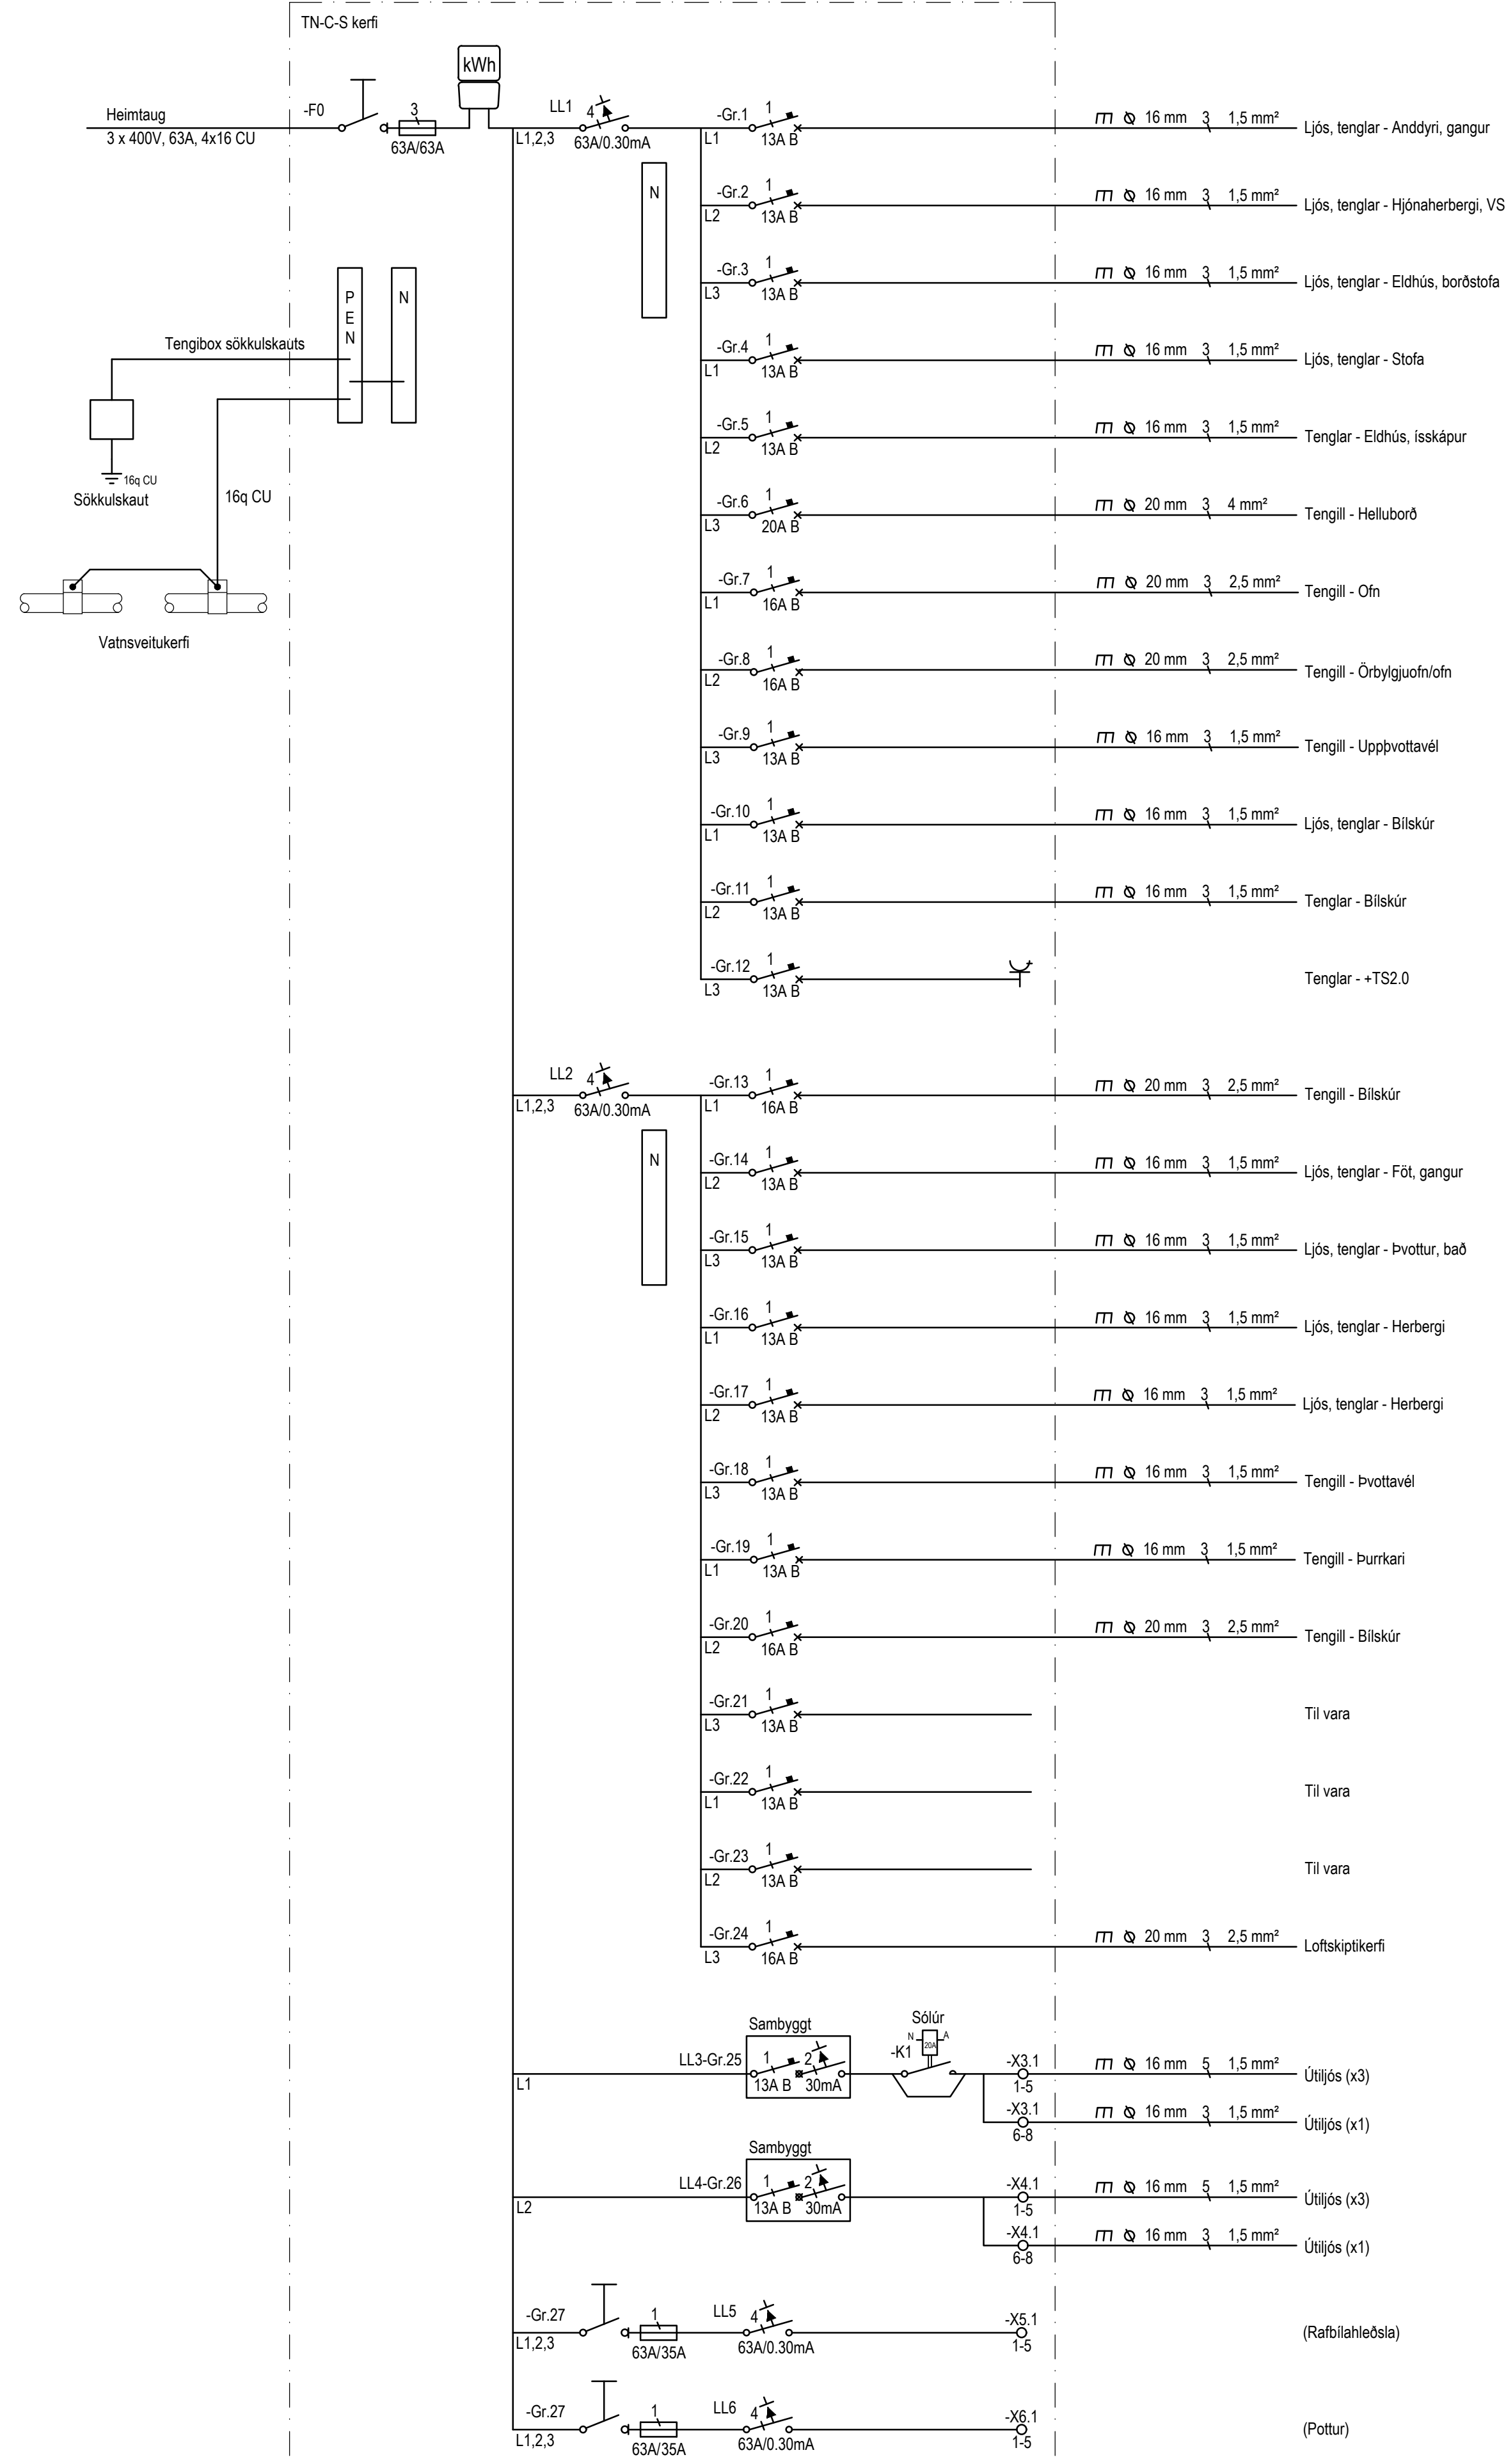 TN-C-S kerfi
kWh
Heimtaug
3 x 400V, 63A, 4x16 CU
-F0
3
63A/63A
L1,2,3
LL1
4
63A/0.30mA
N
PEN
N
Tengibox sökkulskauts
16q CU
Sökkulskaut
16q CU
Vatnsveitukerfi
-Gr.1 1 L1 13A B 16 mm 3 1,5 mm² Ljós, tenglar - Anddyri, gangur
-Gr.2 1 L2 13A B 16 mm 3 1,5 mm² Ljós, tenglar - Hjónaherbergi, VS
-Gr.3 1 L3 13A B 16 mm 3 1,5 mm² Ljós, tenglar - Eldhús, borðstofa
-Gr.4 1 L1 13A B 16 mm 3 1,5 mm² Ljós, tenglar - Stofa
-Gr.5 1 L2 13A B 16 mm 3 1,5 mm² Tenglar - Eldhús, ísskápur
-Gr.6 1 L3 20A B 20 mm 3 4 mm² Tengill - Helluborð
-Gr.7 1 L1 16A B 20 mm 3 2,5 mm² Tengill - Ofn
-Gr.8 1 L2 16A B 20 mm 3 2,5 mm² Tengill - Örbylgjuofn/ofn
-Gr.9 1 L3 13A B 16 mm 3 1,5 mm² Tengill - Uppþvottavél
-Gr.10 1 L1 13A B 16 mm 3 1,5 mm² Ljós, tenglar - Bílskúr
-Gr.11 1 L2 13A B 16 mm 3 1,5 mm² Tenglar - Bílskúr
-Gr.12 1 L3 13A B Tenglar - +TS2.0
L1,2,3
LL2
4
63A/0.30mA
N
-Gr.13 1 L1 16A B 20 mm 3 2,5 mm² Tengill - Bílskúr
-Gr.14 1 L2 13A B 16 mm 3 1,5 mm² Ljós, tenglar - Föt, gangur
-Gr.15 1 L3 13A B 16 mm 3 1,5 mm² Ljós, tenglar - Þvottur, bað
-Gr.16 1 L1 13A B 16 mm 3 1,5 mm² Ljós, tenglar - Herbergi
-Gr.17 1 L2 13A B 16 mm 3 1,5 mm² Ljós, tenglar - Herbergi
-Gr.18 1 L3 13A B 16 mm 3 1,5 mm² Tengill - Þvottavél
-Gr.19 1 L1 13A B 16 mm 3 1,5 mm² Tengill - Þurrkari
-Gr.20 1 L2 16A B 20 mm 3 2,5 mm² Tengill - Bílskúr
-Gr.21 1 L3 13A B Til vara
-Gr.22 1 L1 13A B Til vara
-Gr.23 1 L2 13A B Til vara
-Gr.24 1 L3 16A B 20 mm 3 2,5 mm² Loftskiptikerfi
Sambyggt
Sólúr
N 20A A
-K1
L1 LL3-Gr.25 1 13A B 2 30mA -X3.1 1-5 16 mm 5 1,5 mm² Útiljós (x3)
-X3.1 6-8 16 mm 3 1,5 mm² Útiljós (x1)
Sambyggt
L2 LL4-Gr.26 1 13A B 2 30mA -X4.1 1-5 16 mm 5 1,5 mm² Útiljós (x3)
-X4.1 6-8 16 mm 3 1,5 mm² Útiljós (x1)
-Gr.27 L1,2,3 1 63A/35A LL5 4 63A/0.30mA -X5.1 1-5 (Rafbílahleðsla)
-Gr.27 L1,2,3 1 63A/35A LL6 4 63A/0.30mA -X6.1 1-5 (Pottur)